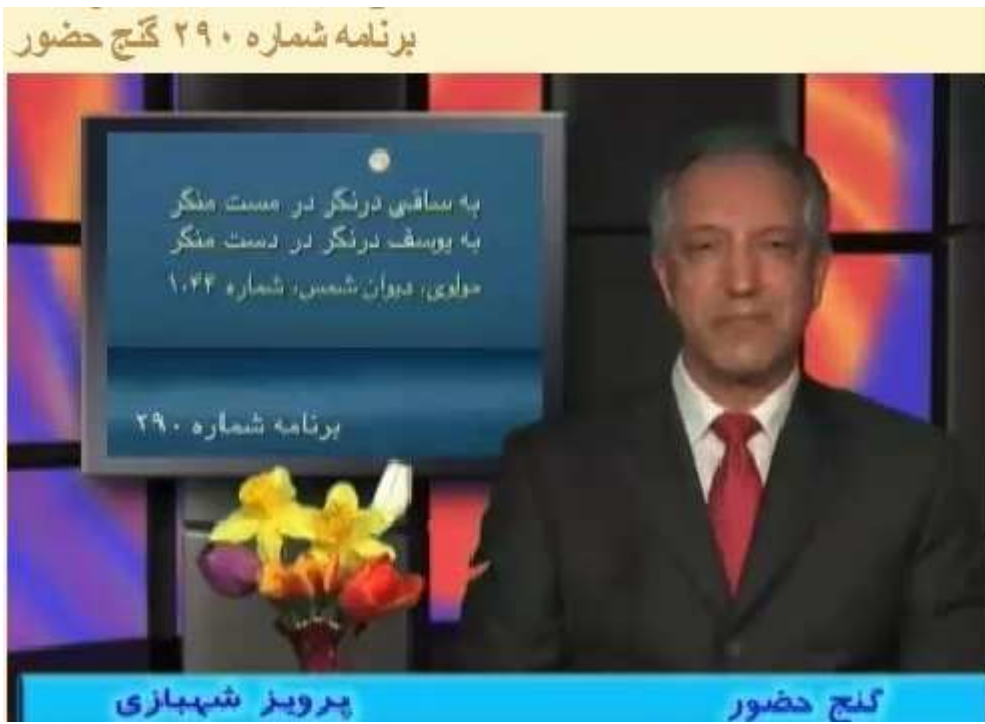 برنامه شماره ۲۹۰ گنج حضور
به ساقی درنگر در مست منگر
به یوسف درنگر در دست منگر
مولوی، دیوان شمس، شماره ۱۰۴۴
برنامه شماره ۲۹۰
گنج حضور
پرویز شهبازی